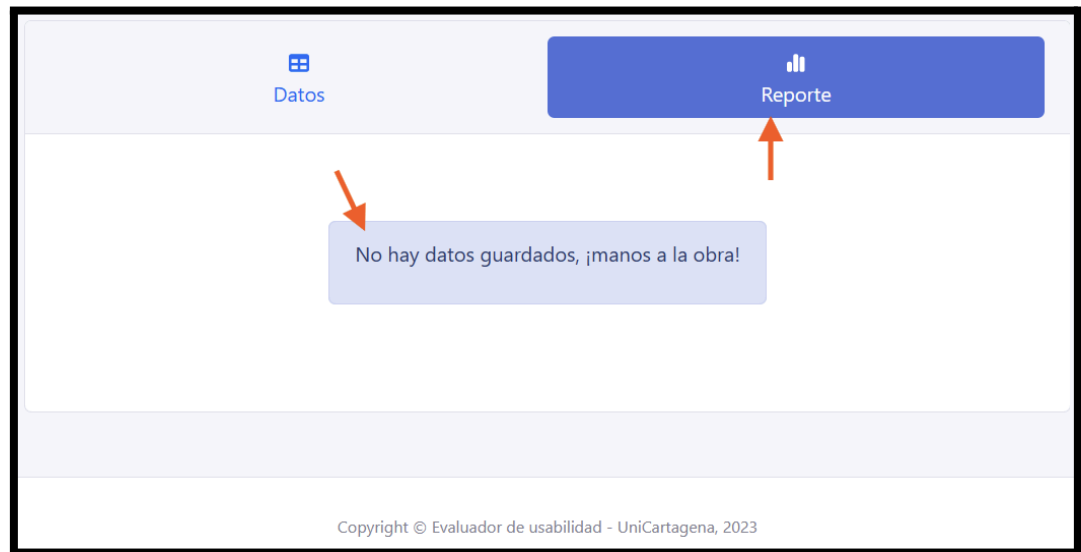 Datos
Reporte
No hay datos guardados, ¡manos a la obra!
Copyright © Evaluador de usabilidad - UniCartagena, 2023